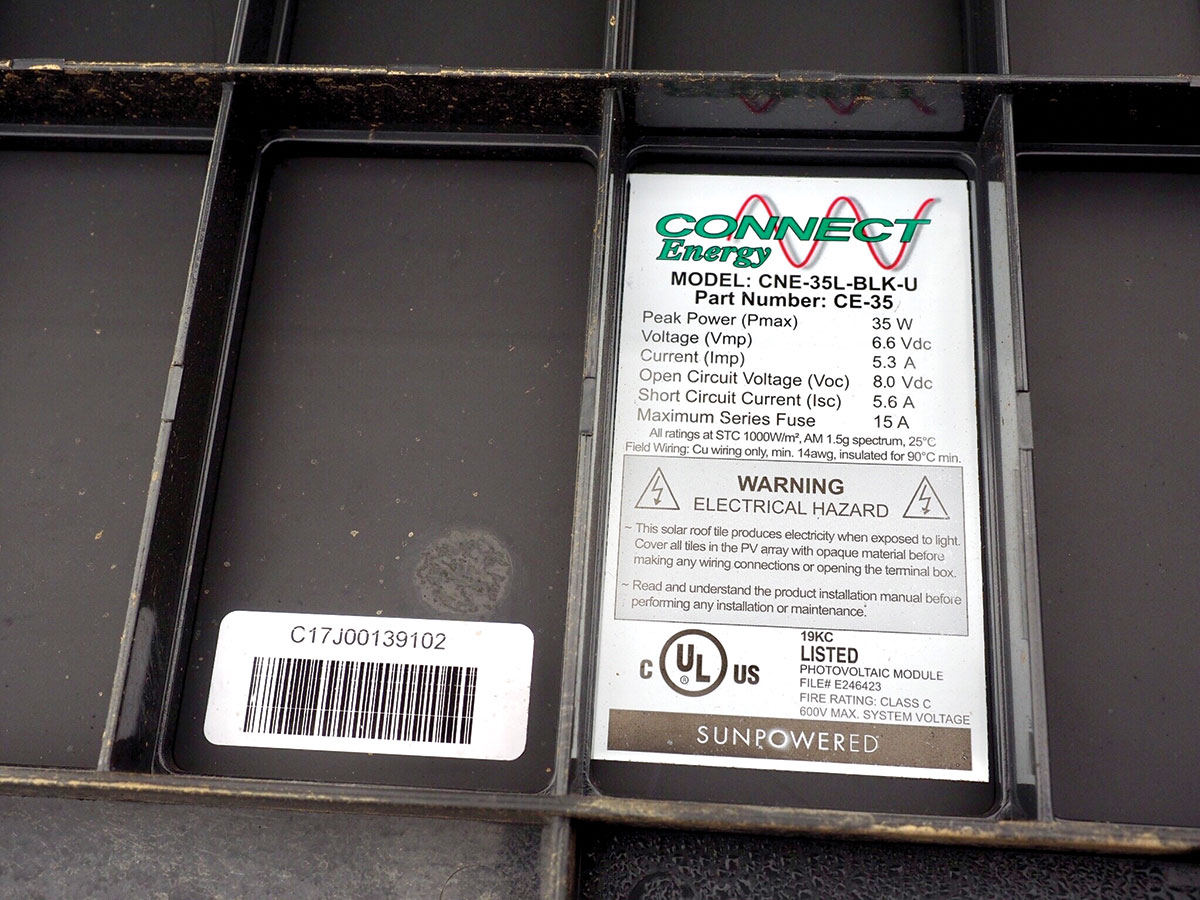 CONNECT
Energy
MODEL: CNE-35L-BLK-U
Part Number: CE-35
Peak Power (Pmax) 35 W
Voltage (Vmp) 6.6 Vdc
Current (Imp) 5.3 A
Open Circuit Voltage (Voc) 8.0 Vdc
Short Circuit Current (Isc) 5.6 A
Maximum Series Fuse 15 A
All ratings at STC 1000W/m², AM 1.5g spectrum, 25°C
Field Wiring: Cu wiring only, min. 14awg, insulated for 90°C min.
WARNING
ELECTRICAL HAZARD
~ This solar roof tile produces electricity when exposed to light.
Cover all tiles in the PV array with opaque material before
making any wiring connections or opening the terminal box.
~ Read and understand the product installation manual before
performing any installation or maintenance.
C UL ® US
19KC
LISTED
PHOTOVOLTAIC MODULE
FILE# E246423
FIRE RATING: CLASS C
600V MAX. SYSTEM VOLTAGE
SUNPOWERED
C17J00139102